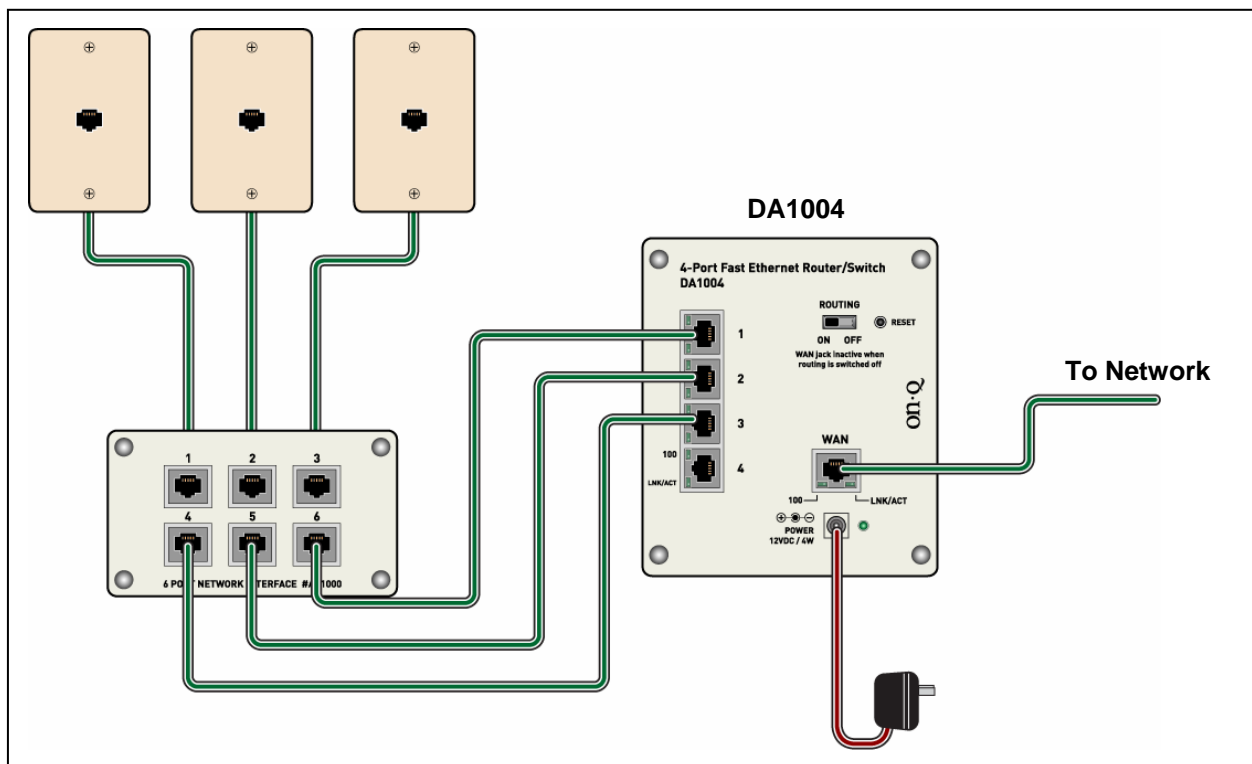 DA1004
4-Port Fast Ethernet Router/Switch
DA1004
ROUTING
RESET
ON OFF
WAN jack inactive when
routing is switched off
1
2
3
4
100
LNK/ACT
on·Q
WAN
100
LNK/ACT
POWER
12VDC / 4W
To Network
1 2 3
4 5 6
6 PORT NETWORK